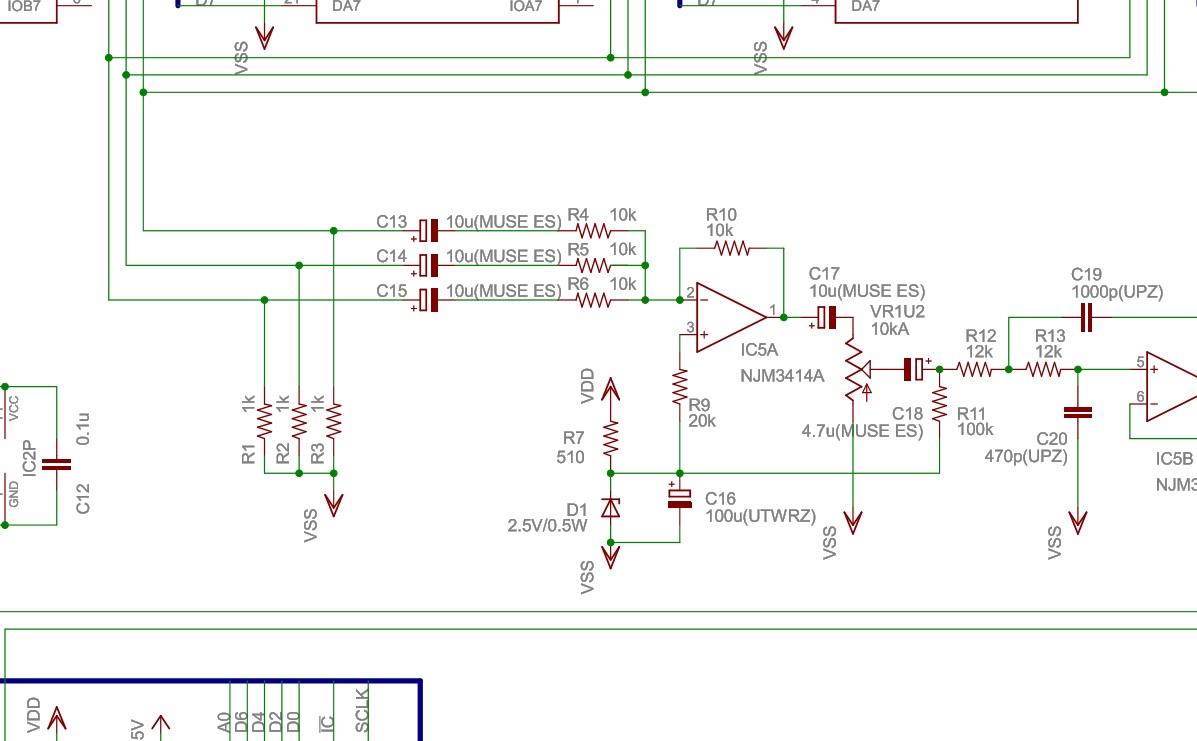 IOB7
D7
21
DA7
IOA7
D7
4
DA7
VSS
VSS
C13
10u(MUSE ES)
R4
10k
R10
10k
C14
10u(MUSE ES)
R5
10k
C15
10u(MUSE ES)
R6
10k
2
3
1
C17
10u(MUSE ES)
VR1U2
10kA
C19
1000p(UPZ)
IC5A
NJM3414A
R12
12k
R13
12k
5
6
VDD
R9
20k
C18
4.7u(MUSE ES)
R11
100k
C20
470p(UPZ)
IC5B
VCC
IC2P
GND
0.1u
C12
1k
R1
1k
R2
1k
R3
VSS
R7
510
D1
2.5V/0.5W
C16
100u(UTWRZ)
VSS
VSS
VSS
VDD
5V
A0
D6
D4
D2
D0
IC
SCLK